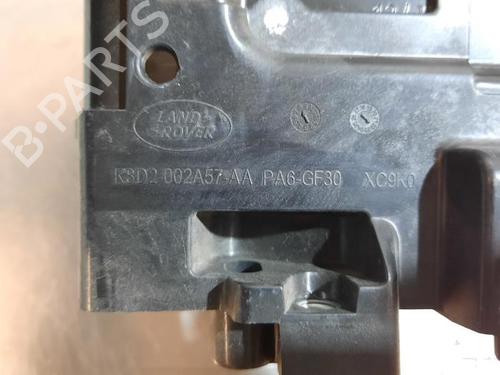 LAND
ROVER
K8D2-002A57-AA PA6-GF30 XC9K0
B-PARTS